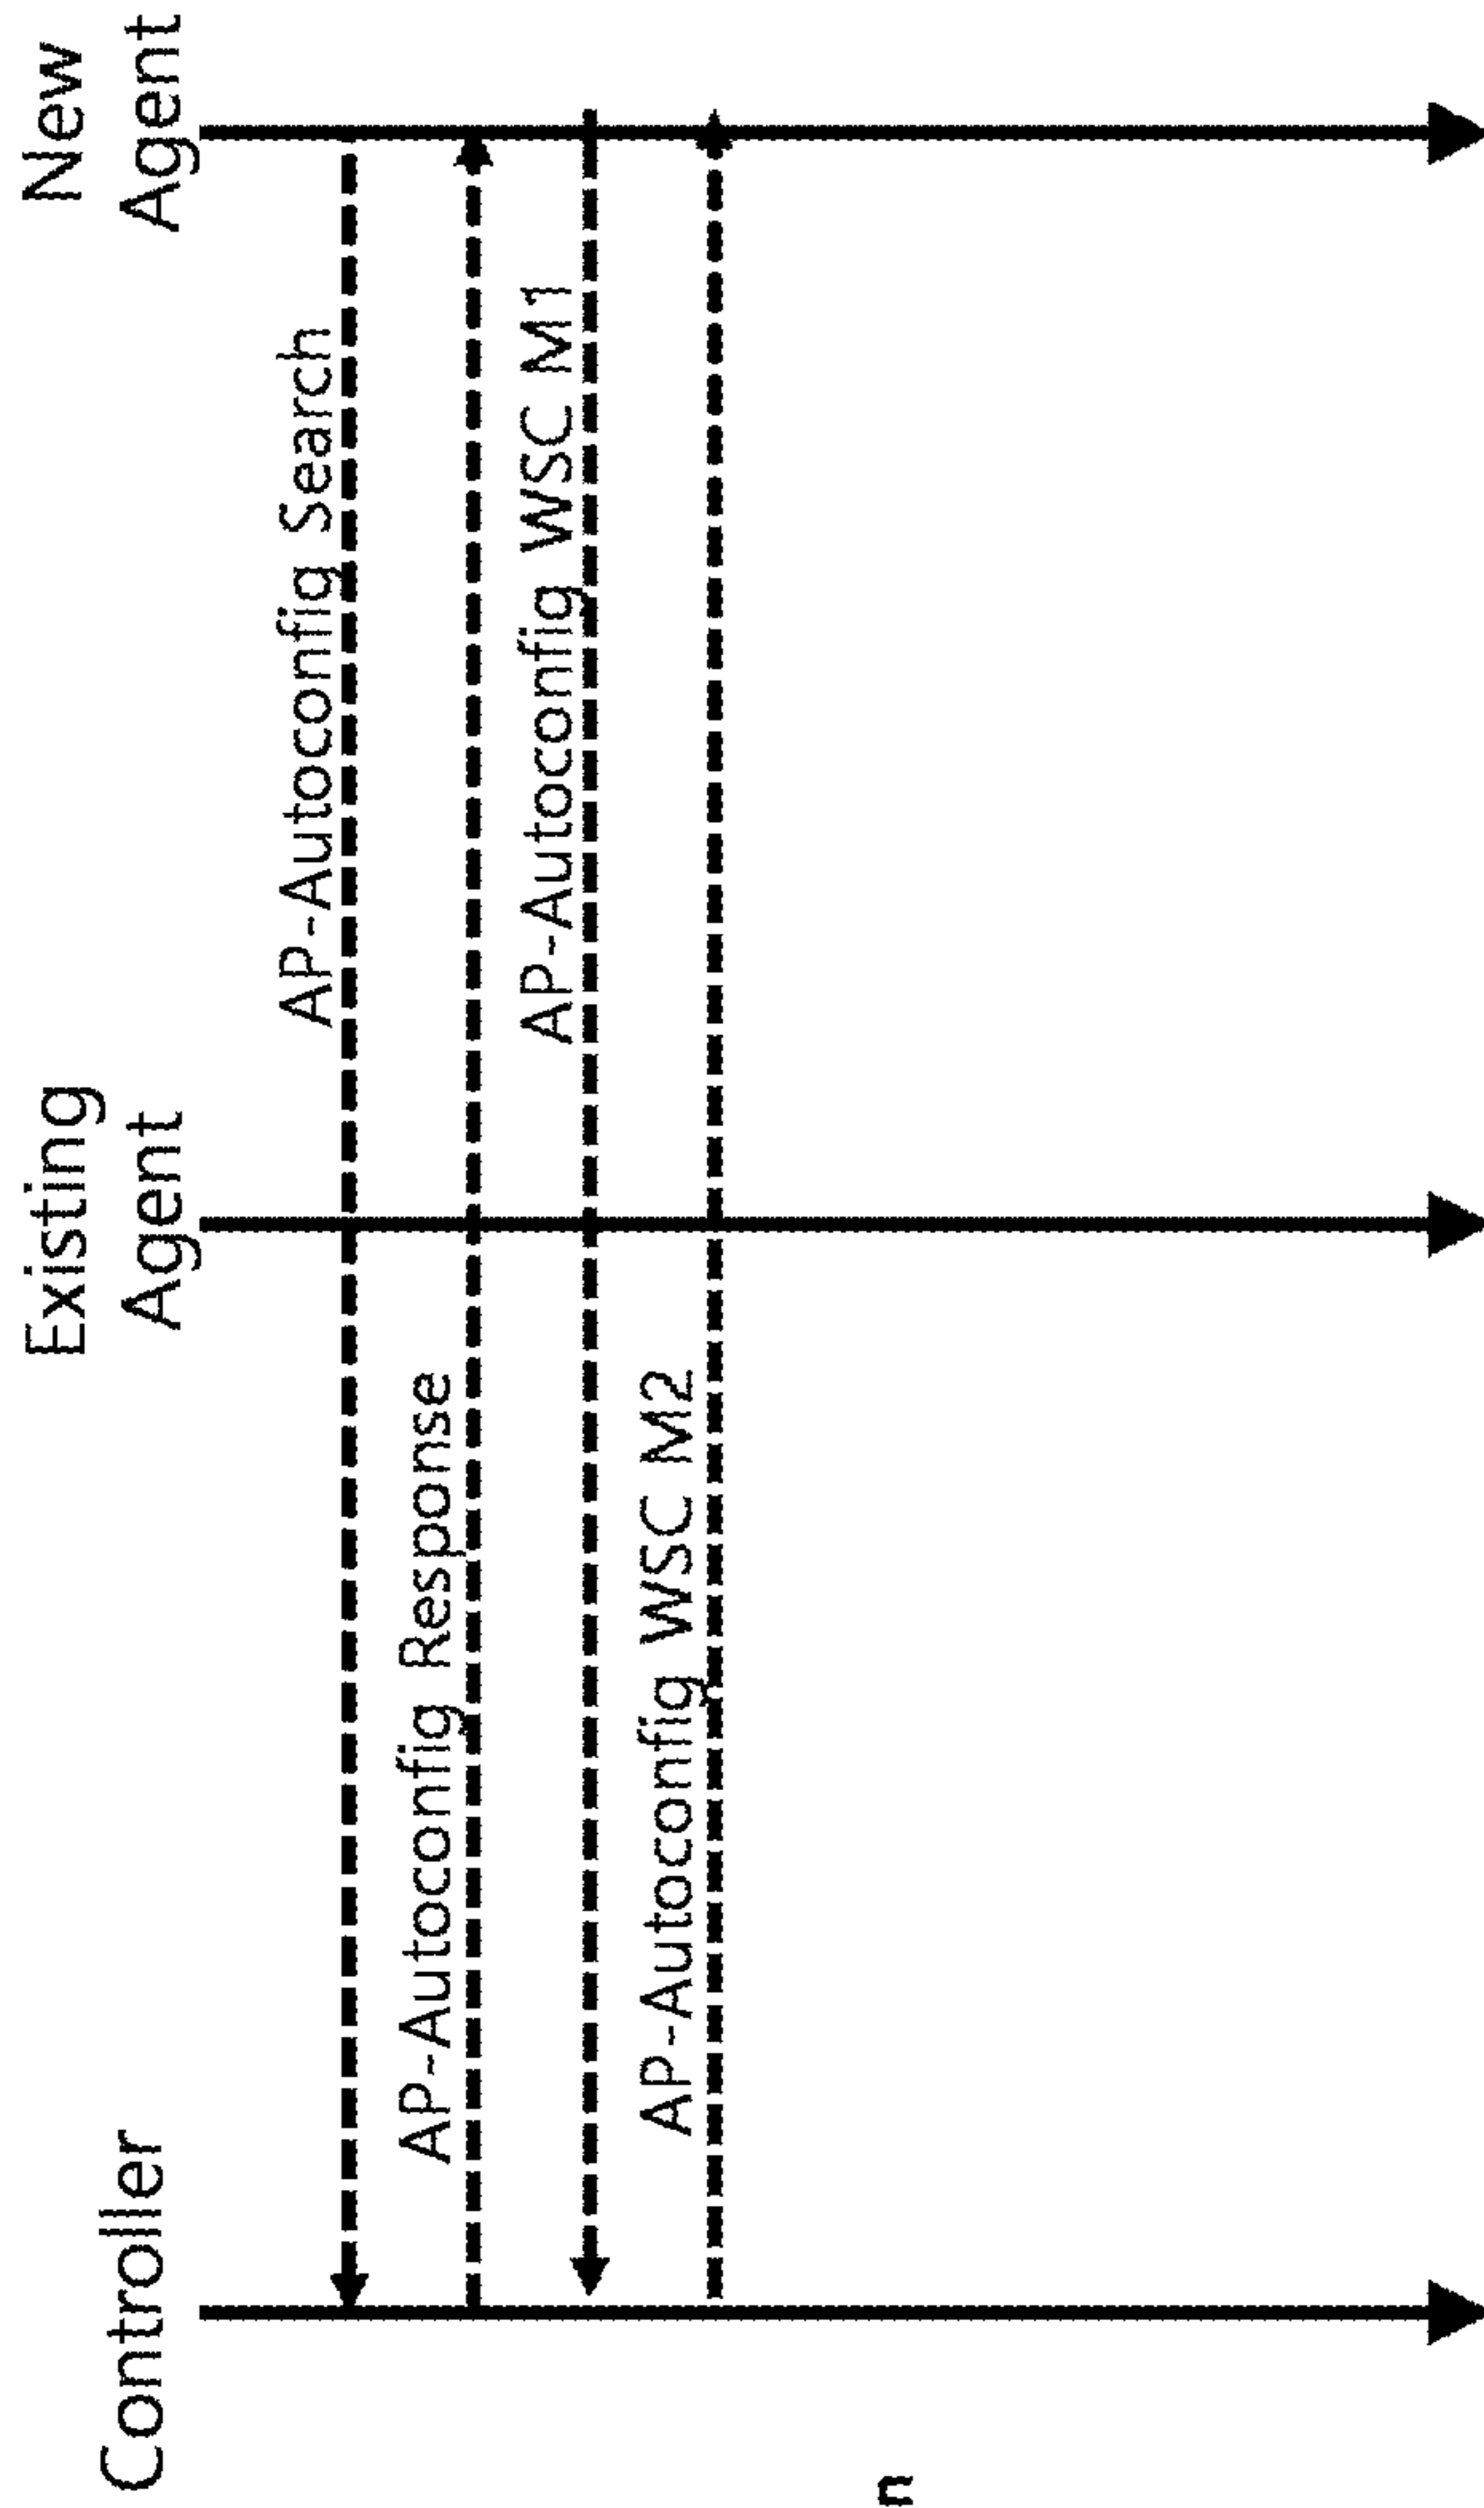 Controller
Existing
Agent
New
Agent
AP-Autoconfig Search
AP-Autoconfig Response
AP-Autoconfig WSC M1
AP-Autoconfig WSC M2
n